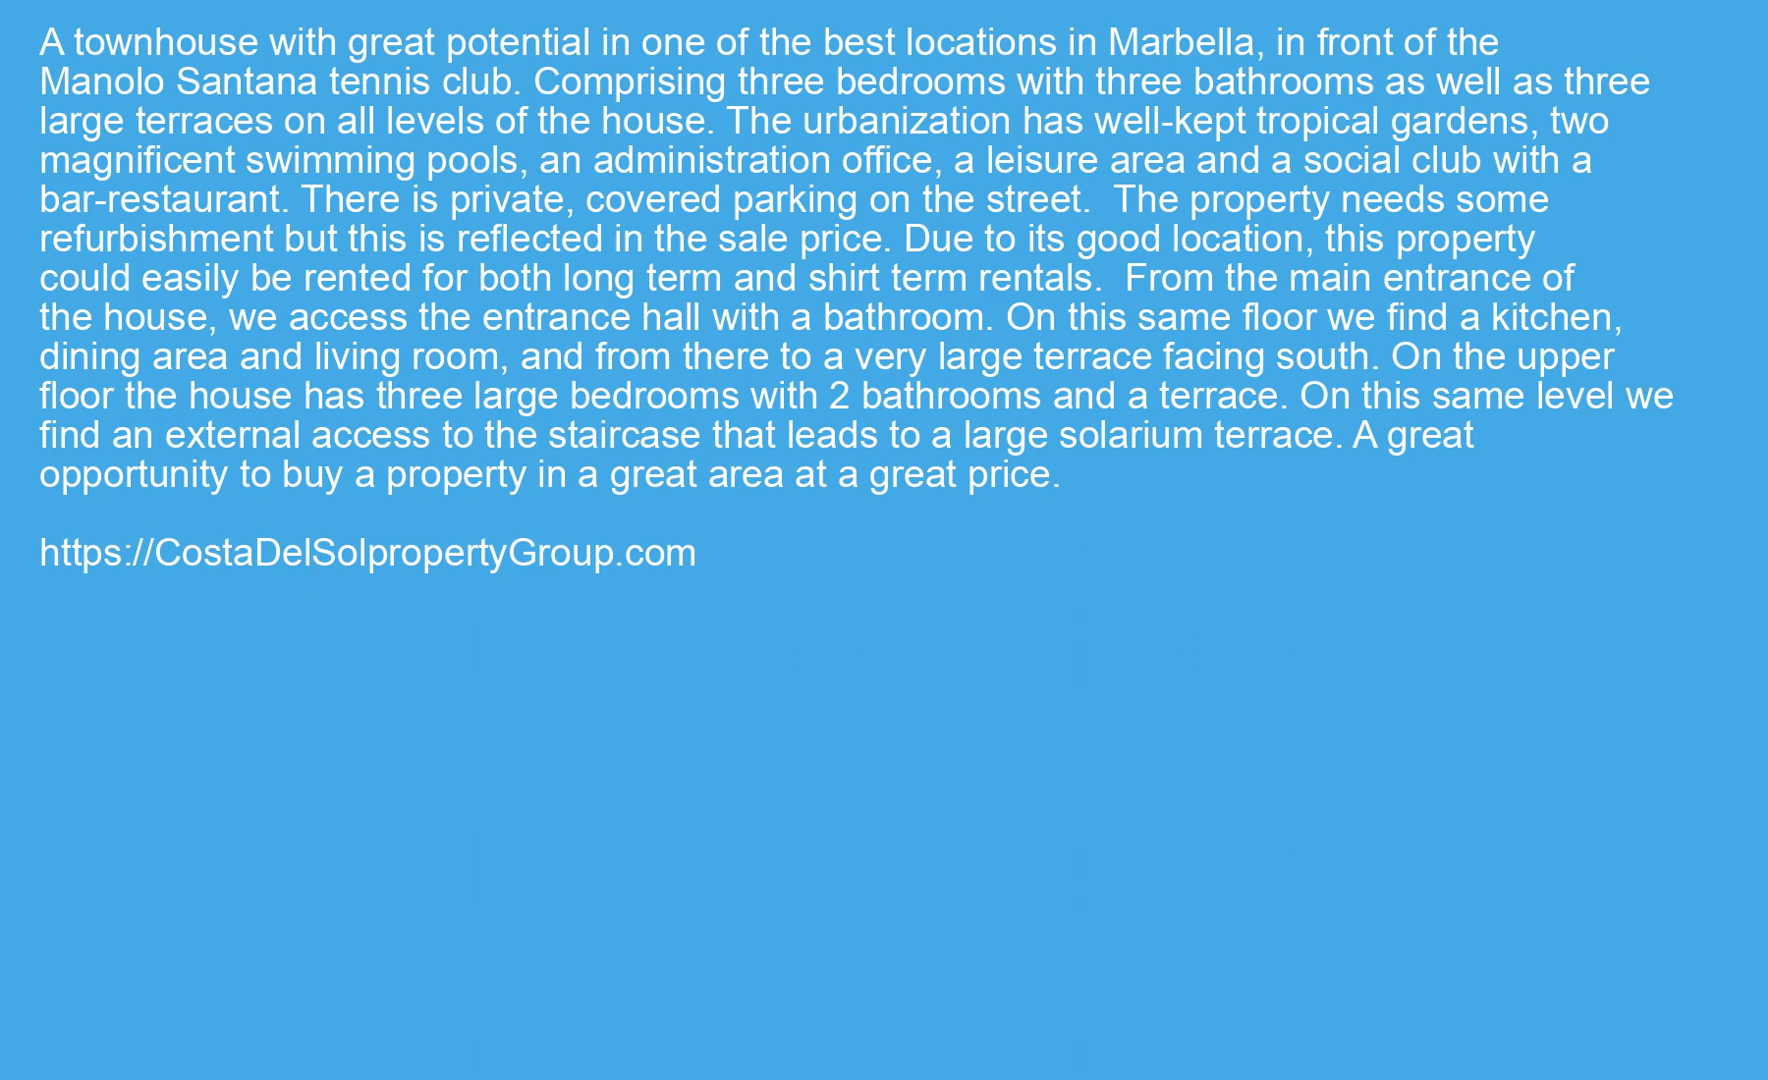 A townhouse with great potential in one of the best locations in Marbella, in front of the
Manolo Santana tennis club. Comprising three bedrooms with three bathrooms as well as three
large terraces on all levels of the house. The urbanization has well-kept tropical gardens, two
magnificent swimming pools, an administration office, a leisure area and a social club with a
bar-restaurant. There is private, covered parking on the street.  The property needs some
refurbishment but this is reflected in the sale price. Due to its good location, this property
could easily be rented for both long term and shirt term rentals.  From the main entrance of
the house, we access the entrance hall with a bathroom. On this same floor we find a kitchen,
dining area and living room, and from there to a very large terrace facing south. On the upper
floor the house has three large bedrooms with 2 bathrooms and a terrace. On this same level we
find an external access to the staircase that leads to a large solarium terrace. A great
opportunity to buy a property in a great area at a great price.
https://CostaDelSolpropertyGroup.com